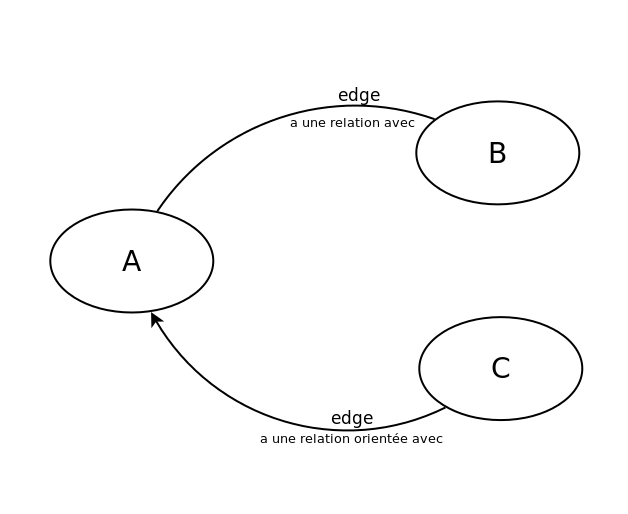 edge
a une relation avec
B
A
C
edge
a une relation orientée avec